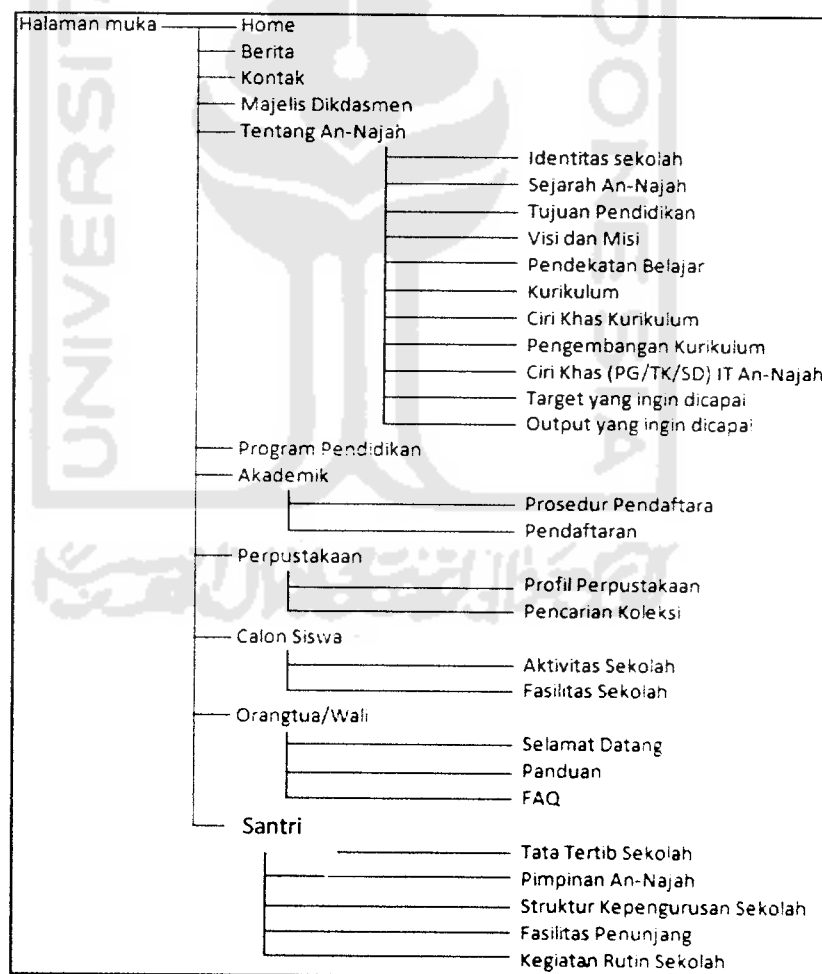 Halaman muka Home
Berita
Kontak
Majelis Dikdasmen
Tentang An-Najah
Identitas sekolah
Sejarah An-Najah
Tujuan Pendidikan
Visi dan Misi
Pendekatan Belajar
Kurikulum
Ciri Khas Kurikulum
Pengembangan Kurikulum
Ciri Khas (PG/TK/SD) IT An-Najah
Target yang ingin dicapai
Output yang ingin dicapai
Program Pendidikan
Akademik
Prosedur Pendaftara
Pendaftaran
Perpustakaan
Profil Perpustakaan
Pencarian Koleksi
Calon Siswa
Aktivitas Sekolah
Fasilitas Sekolah
Orangtua/Wali
Selamat Datang
Panduan
FAQ
Santri
Tata Tertib Sekolah
Pimpinan An-Najah
Struktur Kepengurusan Sekolah
Fasilitas Penunjang
Kegiatan Rutin Sekolah
UNIVERSITA
DONESIA